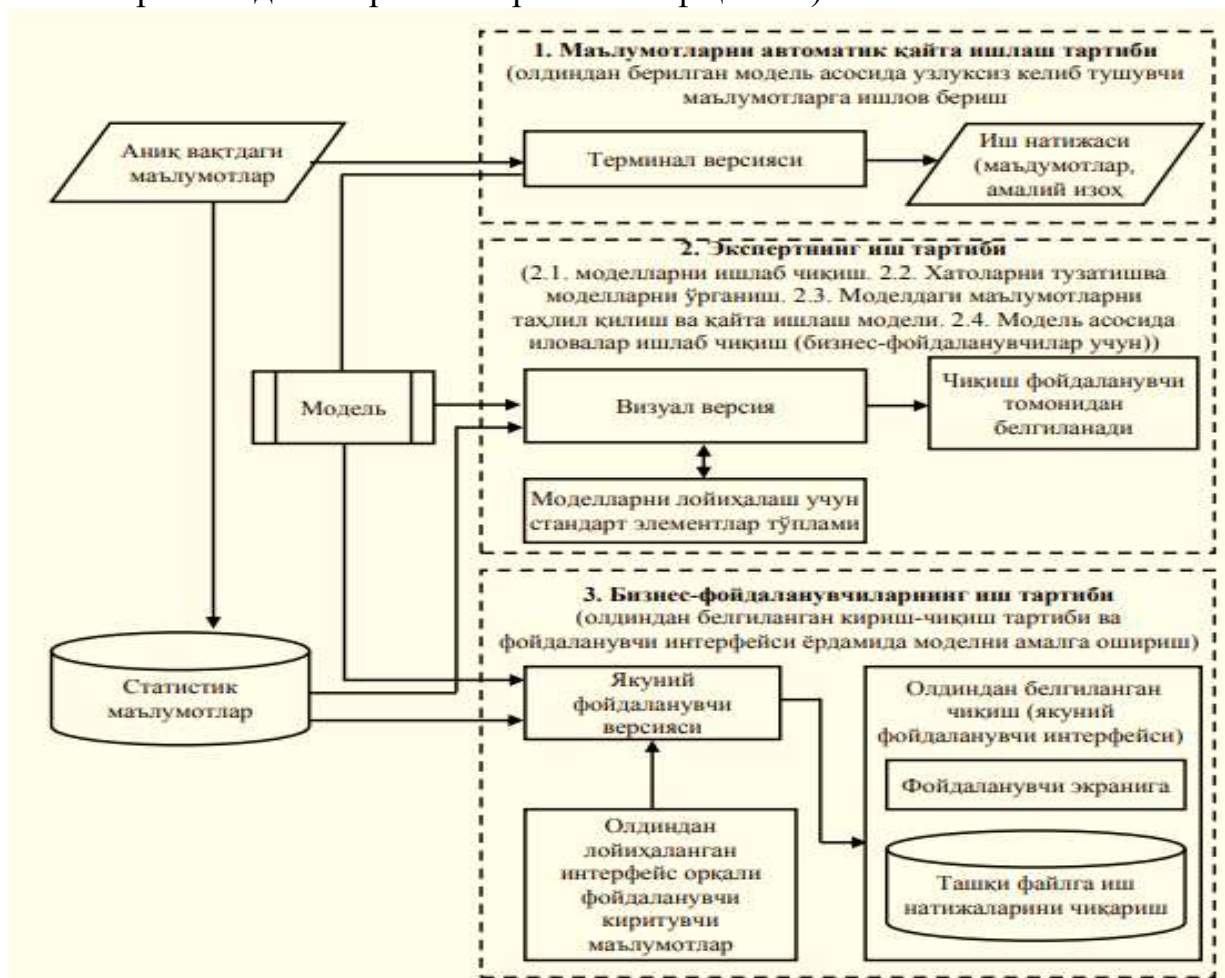 1. Маълумотларни автоматик қайта ишлаш тартиби
(олдиндан берилган модель асосида узлуксиз келиб тушувчи
маълумотларга ишлов бериш
Аниқ вақтдаги
маълумотлар
Терминал версияси
Иш натижаси
(маъдумотлар,
амалий изоҳ
2. Экспертнинг иш тартиби
(2.1. моделларни ишлаб чиқиш. 2.2. Хатоларни тузатишва
моделларни ўрганиш. 2.3. Моделдаги маълумотларни
таҳлил қилиш ва қайта ишлаш модели. 2.4. Модель асосида
иловалар ишлаб чиқиш (бизнес-фойдаланувчилар учун))
Модель
Визуал версия
Чиқиш фойдаланувчи
томонидан
белгиланади
Моделларни лойиҳалаш учун
стандарт элементлар тўплами
3. Бизнес-фойдаланувчиларнинг иш тартиби
(олдиндан белгиланган кириш-чиқиш тартиби ва
фойдаланувчи интерфейси ёрдамида моделни амалга ошириш)
Статистик
маълумотлар
Якуний
фойдаланувчи
версияси
Олдиндан белгиланган
чиқиш (якуний
фойдаланувчи интерфейси)
Фойдаланувчи экранига
Олдиндан
лойиҳаланган
интерфейс орқали
фойдаланувчи
киритувчи
маълумотлар
Ташқи файлга иш
натижаларини чиқариш